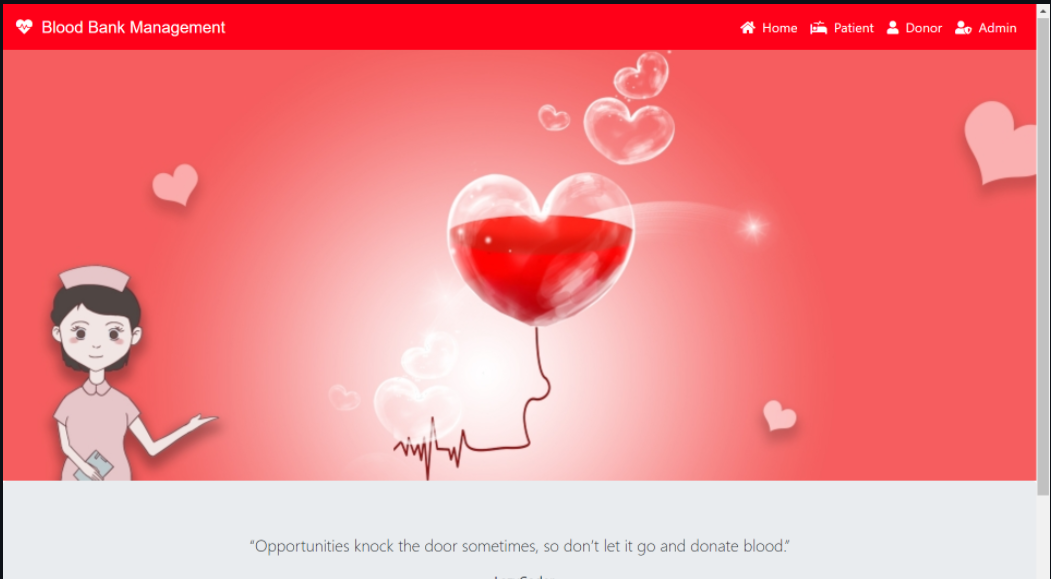 Blood Bank Management
Home Patient Donor Admin
“Opportunities knock the door sometimes, so don’t let it go and donate blood.”